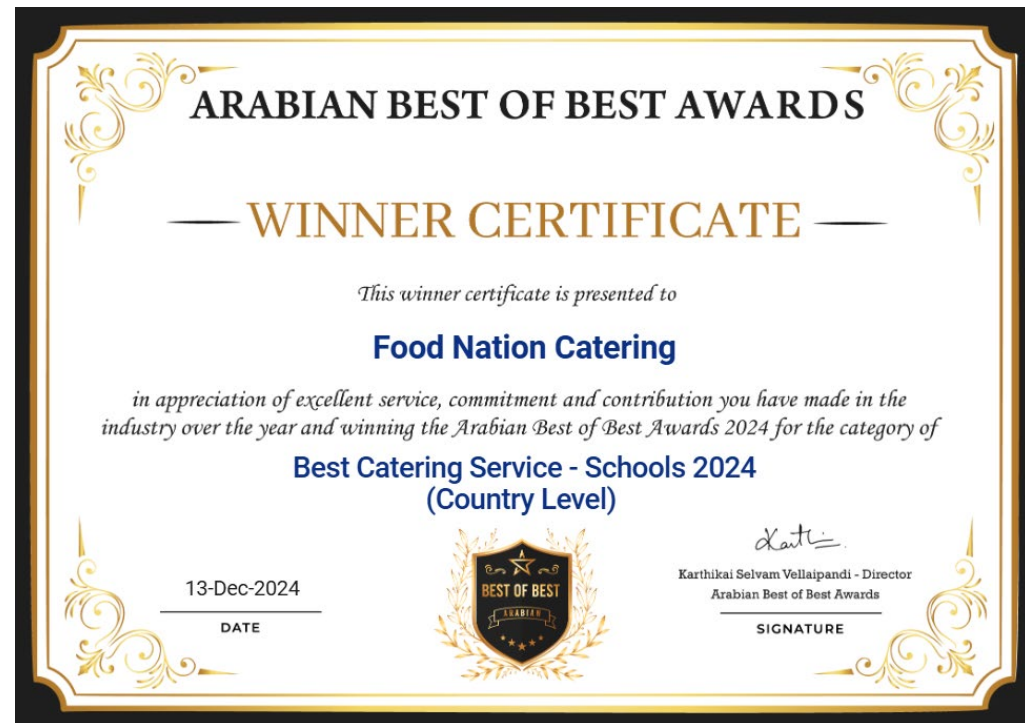 ARABIAN BEST OF BEST AWARDS
WINNER CERTIFICATE
This winner certificate is presented to
Food Nation Catering
in appreciation of excellent service, commitment and contribution you have made in the
industry over the year and winning the Arabian Best of Best Awards 2024 for the category of
Best Catering Service - Schools 2024
(Country Level)
13-Dec-2024
DATE
BEST OF BEST
ARABIAN
Karthikai Selvam Vellaipandi - Director
Arabian Best of Best Awards
SIGNATURE